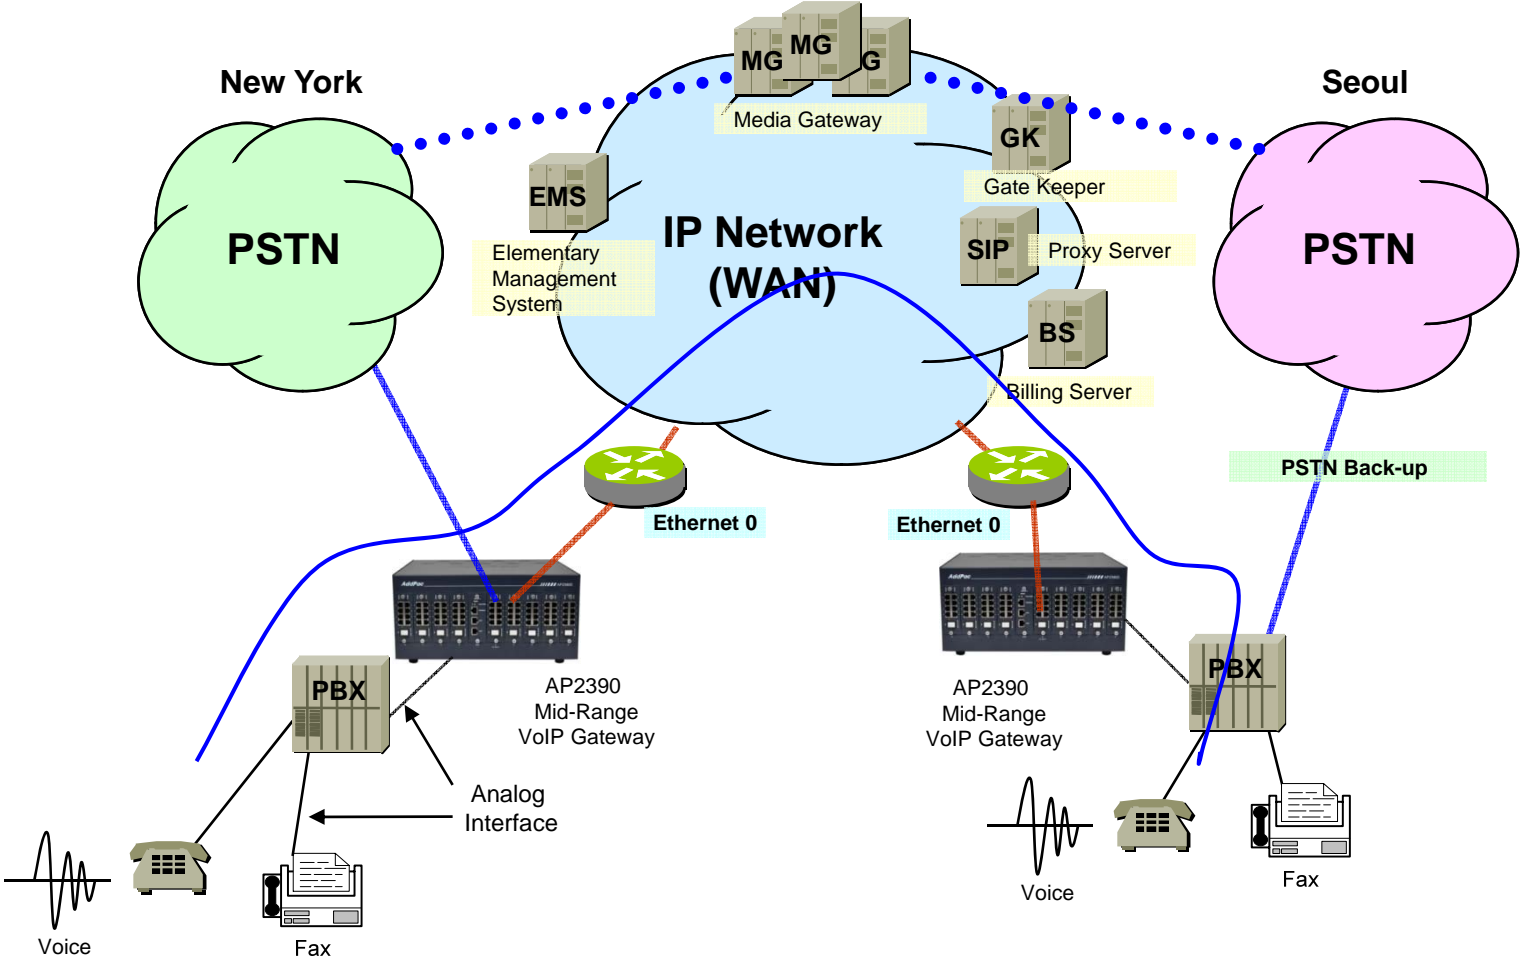 New York
Seoul
MG
MG
G
Media Gateway
GK
Gate Keeper
EMS
Elementary
Management
System
IP Network
(WAN)
SIP
Proxy Server
BS
Billing Server
PSTN
PSTN
PSTN Back-up
Ethernet 0
Ethernet 0
AddPac
AddPac
PBX
PBX
AP2390
Mid-Range
VoIP Gateway
AP2390
Mid-Range
VoIP Gateway
Analog
Interface
Voice
Fax
Voice
Fax